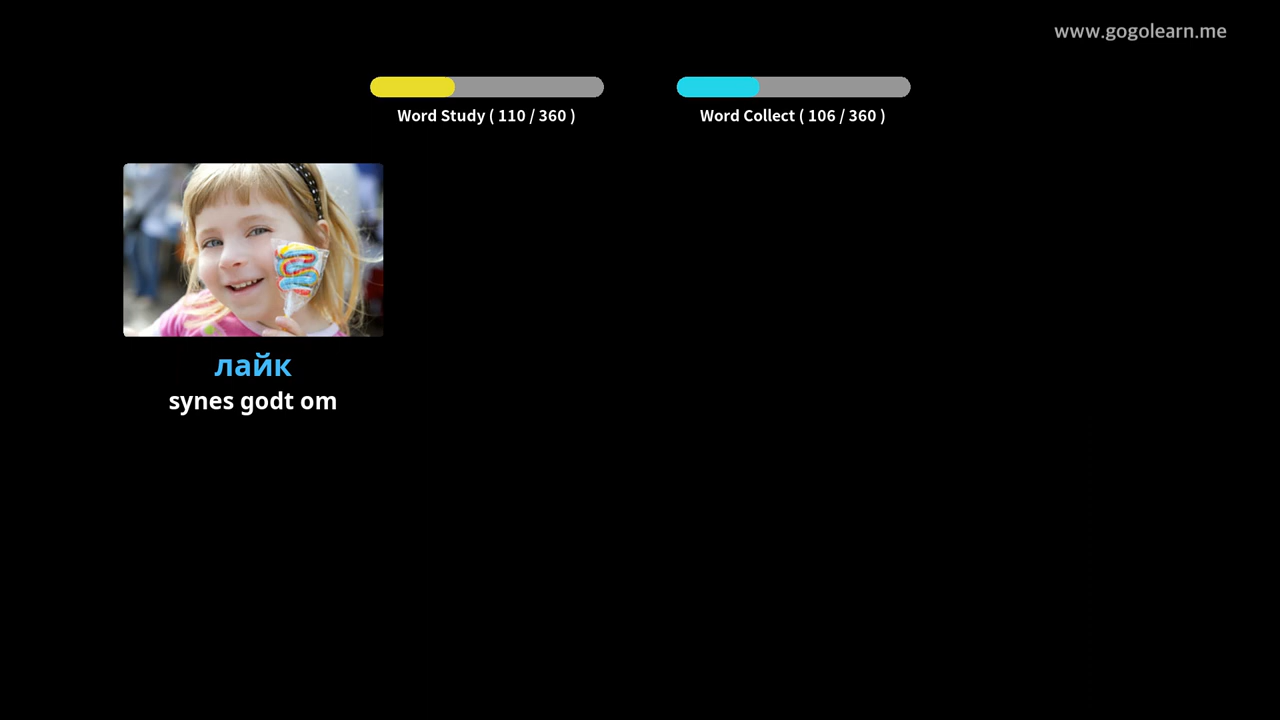 www.gogolearn.me
Word Study ( 110 / 360 )
Word Collect ( 106 / 360 )
лайк
synes godt om